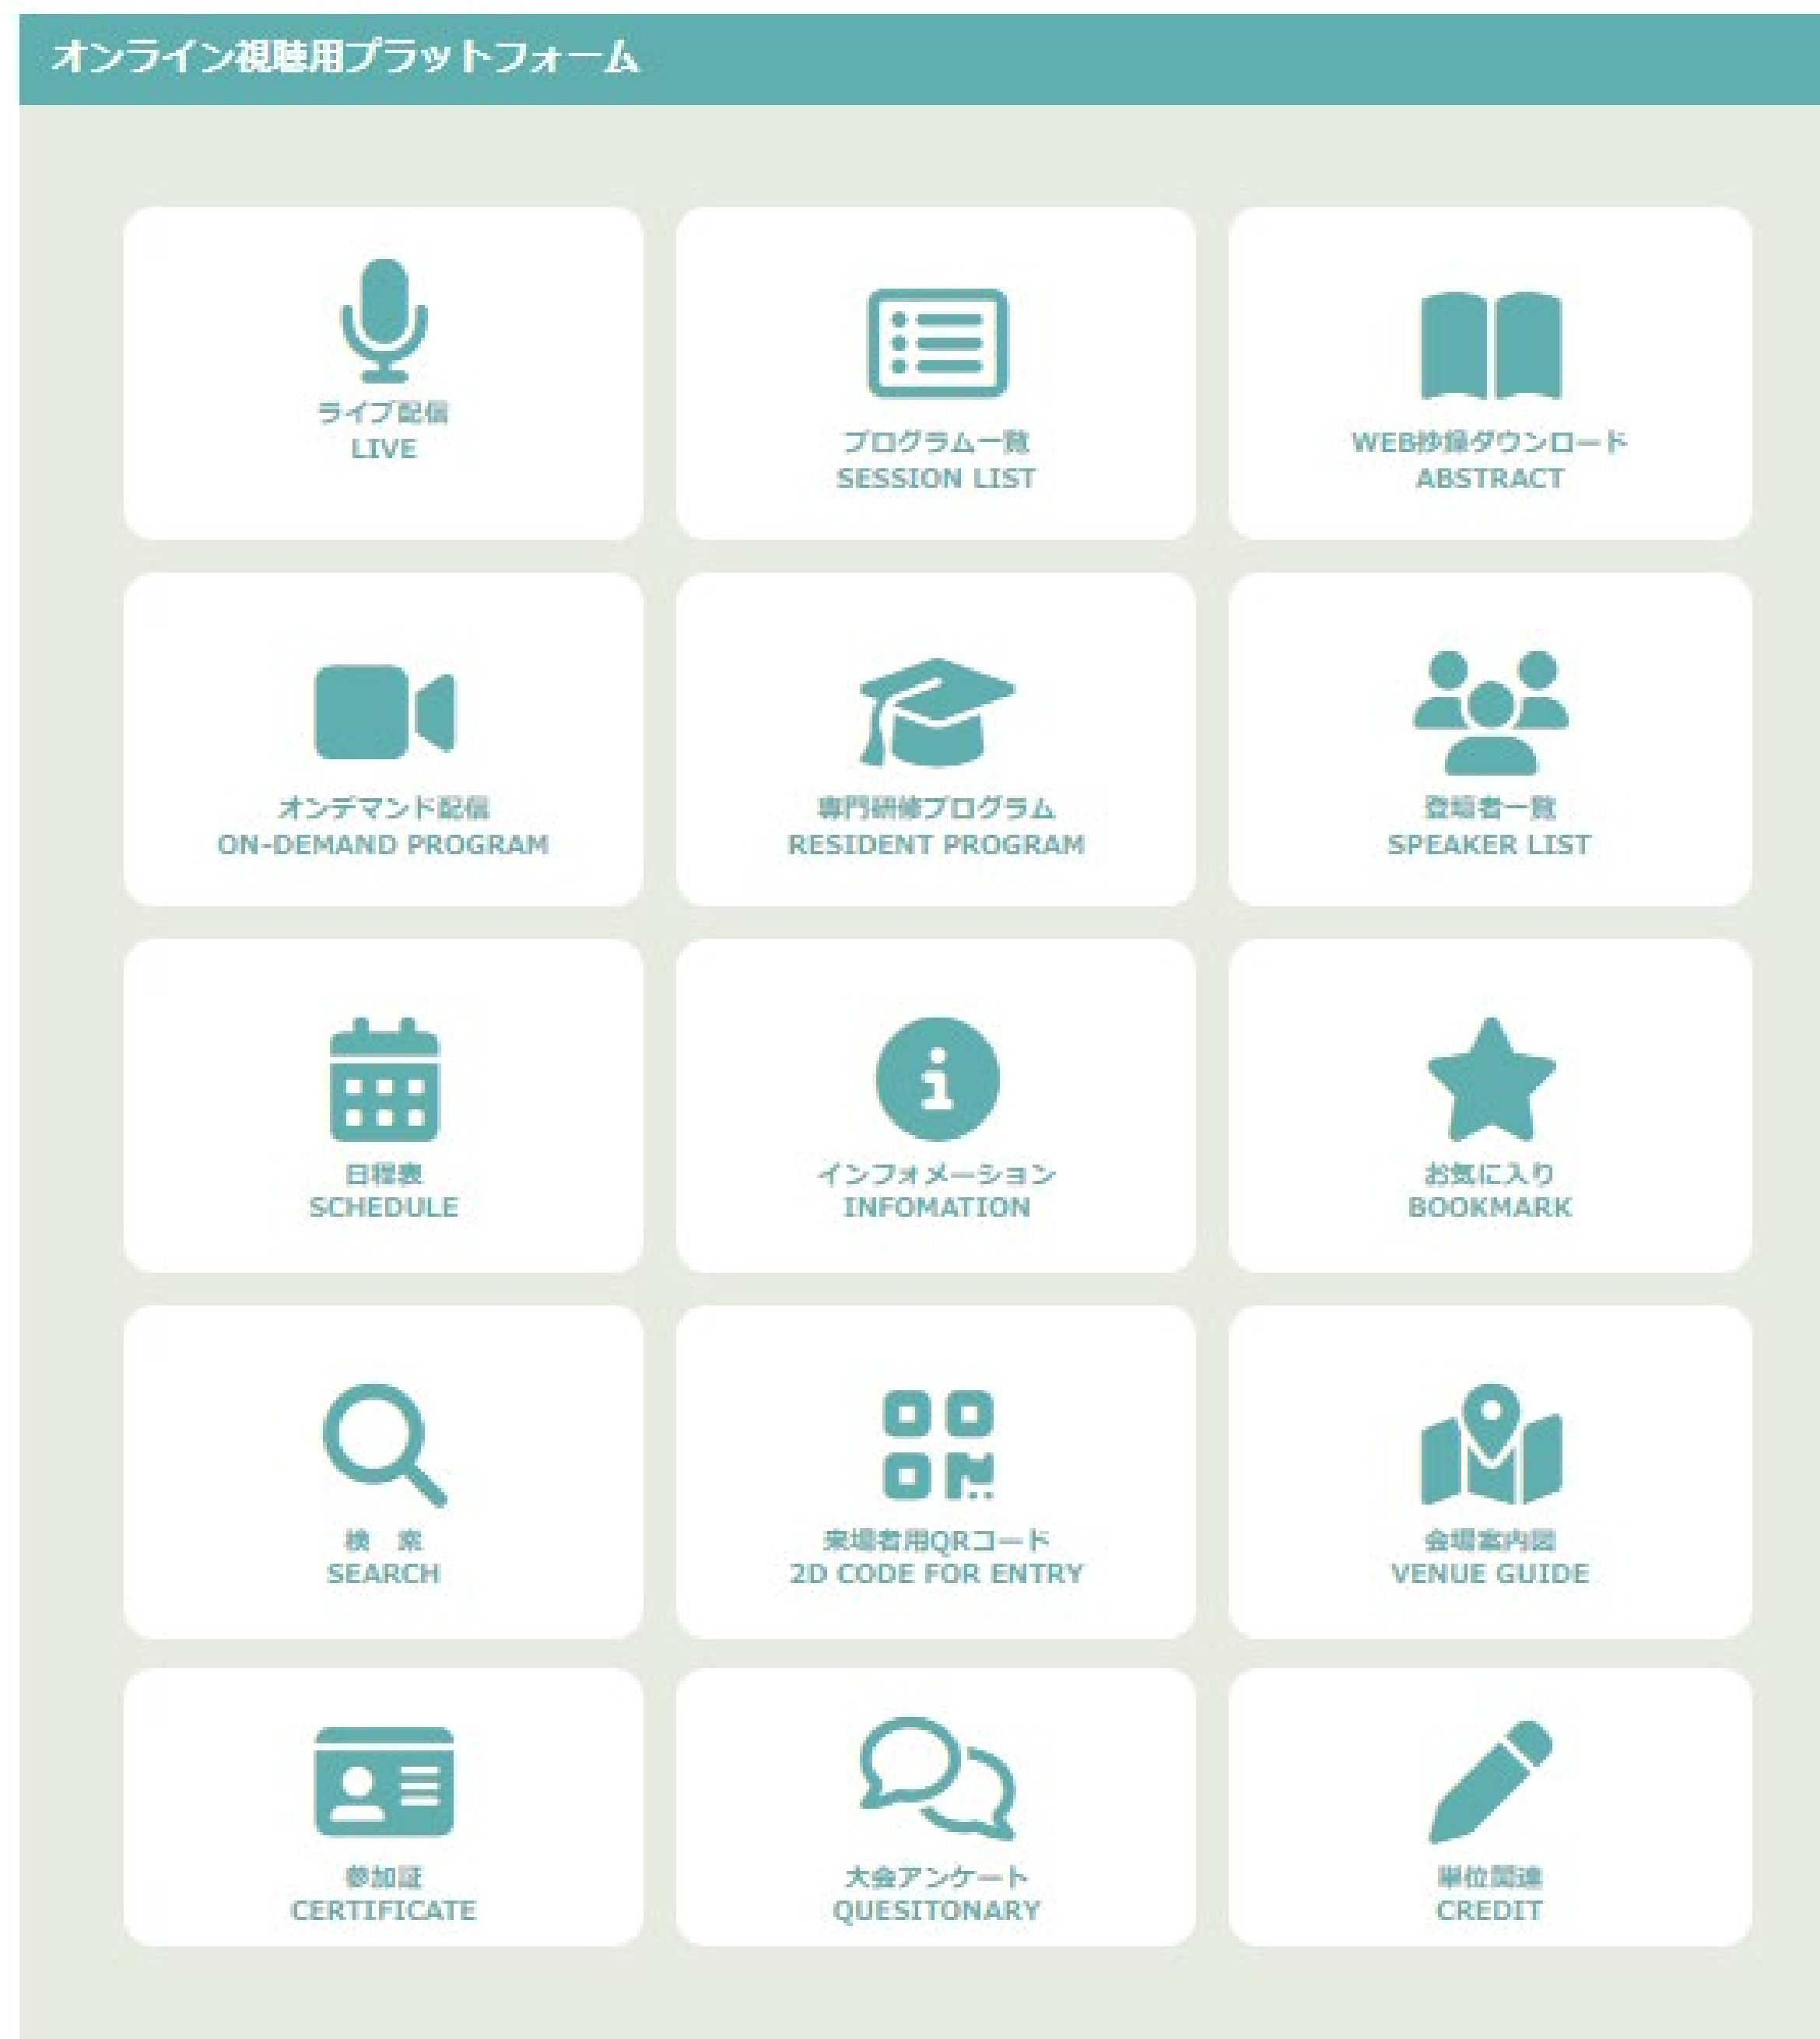 オンライン視聴用プラットフォーム
ライブ配信
LIVE
プログラム一覧
SESSION LIST
WEB抄録ダウンロード
ABSTRACT
オンデマンド配信
ON-DEMAND PROGRAM
専門研修プログラム
RESIDENT PROGRAM
登壇者一覧
SPEAKER LIST
日程表
SCHEDULE
インフォメーション
INFOMATION
お気に入り
BOOKMARK
検　索
SEARCH
来場者用QRコード
2D CODE FOR ENTRY
会場案内図
VENUE GUIDE
参加証
CERTIFICATE
大会アンケート
QUESITONARY
単位関連
CREDIT